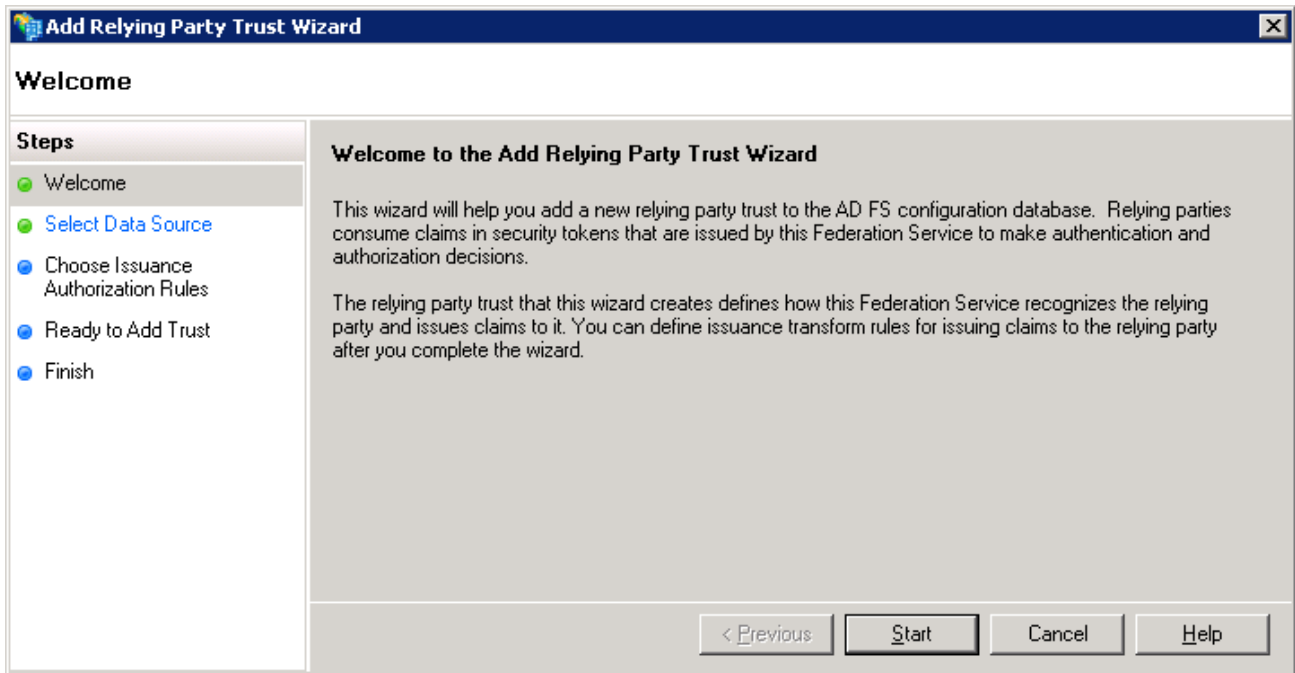 Add Relying Party Trust Wizard
Welcome
Steps
Welcome
Select Data Source
Choose Issuance
Authorization Rules
Ready to Add Trust
Finish
Welcome to the Add Relying Party Trust Wizard
This wizard will help you add a new relying party trust to the AD FS configuration database.  Relying parties
consume claims in security tokens that are issued by this Federation Service to make authentication and
authorization decisions.
The relying party trust that this wizard creates defines how this Federation Service recognizes the relying
party and issues claims to it. You can define issuance transform rules for issuing claims to the relying party
after you complete the wizard.
< Previous
Start
Cancel
Help